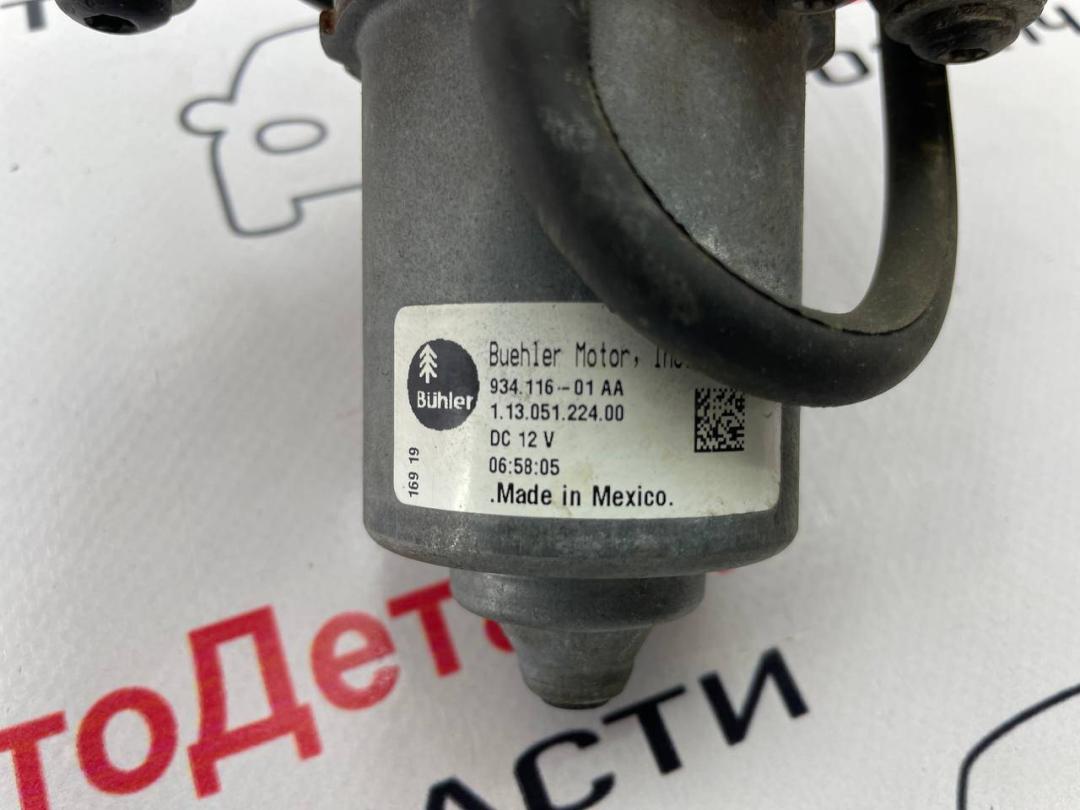 Buehler Motor, Inc.
934.116-01 AA
Bühler
1.13.051.224.00
DC 12 V
06:58:05
.Made in Mexico.
169 19
тоДета
АСТИ